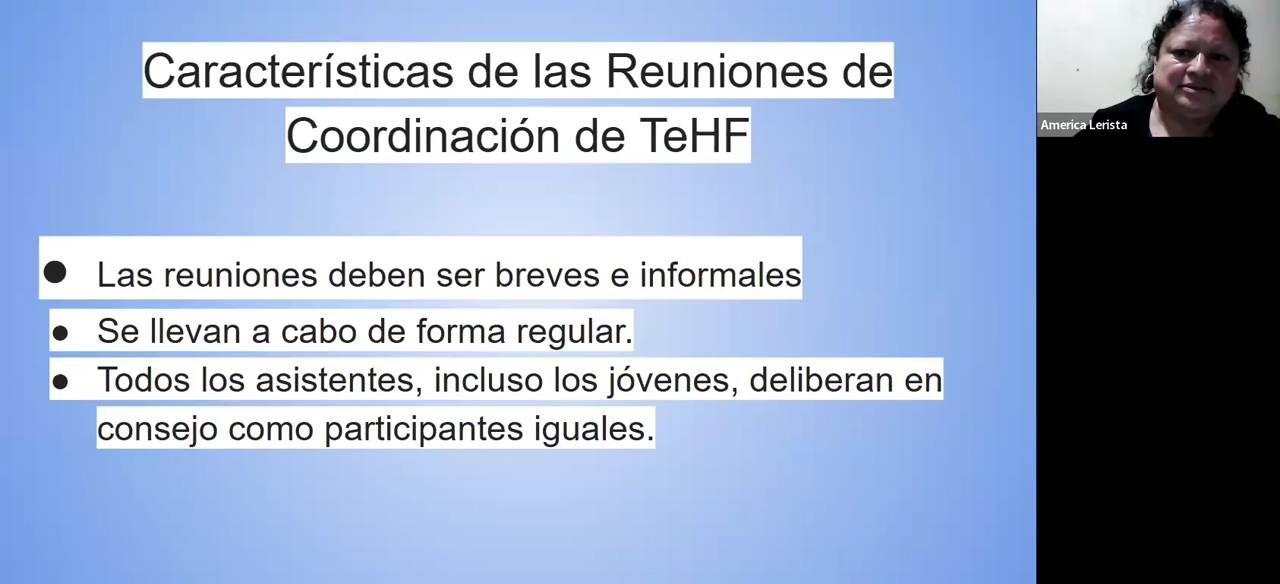 Características de las Reuniones de
Coordinación de TeHF
● Las reuniones deben ser breves e informales
● Se llevan a cabo de forma regular.
● Todos los asistentes, incluso los jóvenes, deliberan en
consejo como participantes iguales.
America Lerista